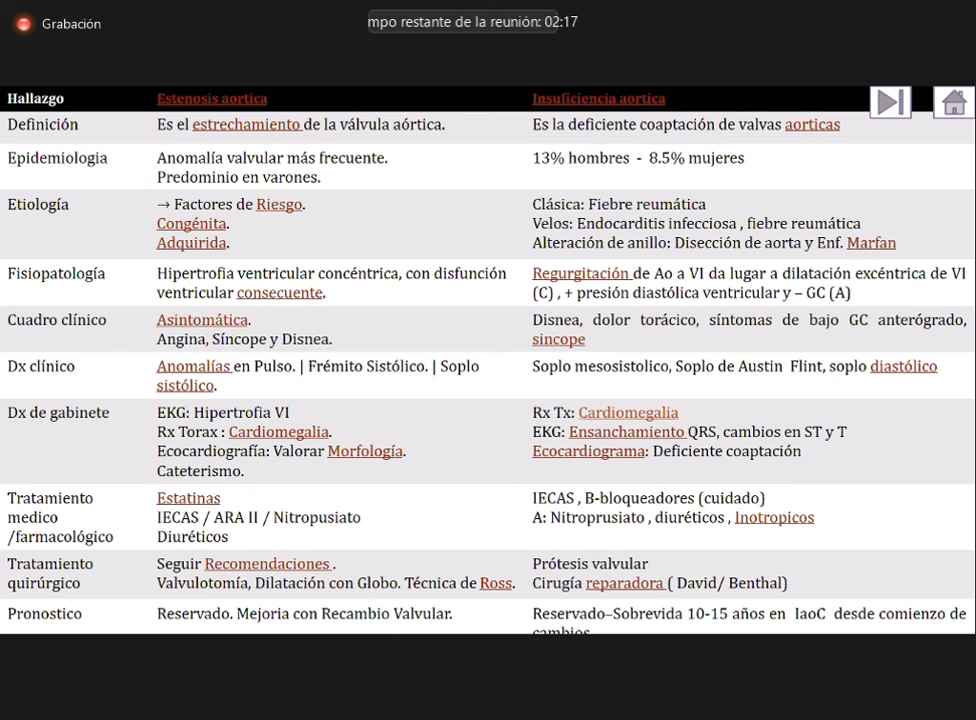 Grabación
mpo restante de la reunión: 02:17
Hallazgo
Estenosis aortica
Insuficiencia aortica
Definición
Es el estrechamiento de la válvula aórtica.
Es la deficiente coaptación de valvas aorticas
Epidemiologia
Anomalía valvular más frecuente.
Predominio en varones.
13% hombres - 8.5% mujeres
Etiología
→ Factores de Riesgo.
Congénita.
Adquirida.
Clásica: Fiebre reumática
Velos: Endocarditis infecciosa , fiebre reumática
Alteración de anillo: Disección de aorta y Enf. Marfan
Fisiopatología
Hipertrofia ventricular concéntrica, con disfunción
ventricular consecuente.
Regurgitación de Ao a VI da lugar a dilatación excéntrica de VI
(C) , + presión diastólica ventricular y – GC (A)
Cuadro clínico
Asintomática.
Angina, Síncope y Disnea.
Disnea, dolor torácico, síntomas de bajo GC anterógrado,
sincope
Dx clínico
Anomalías en Pulso. | Frémito Sistólico. | Soplo
sistólico.
Soplo mesosistolico, Soplo de Austin Flint, soplo diastólico
Dx de gabinete
EKG: Hipertrofia VI
Rx Torax : Cardiomegalia.
Ecocardiografía: Valorar Morfología.
Cateterismo.
Rx Tx: Cardiomegalia
EKG: Ensanchamiento QRS, cambios en ST y T
Ecocardiograma: Deficiente coaptación
Tratamiento
medico
/farmacológico
Estatinas
IECAS / ARA II / Nitropusiato
Diuréticos
IECAS , B-bloqueadores (cuidado)
A: Nitroprusiato , diuréticos , Inotropicos
Tratamiento
quirúrgico
Seguir Recomendaciones .
Valvulotomía, Dilatación con Globo. Técnica de Ross.
Prótesis valvular
Cirugía reparadora ( David/ Benthal)
Pronostico
Reservado. Mejoria con Recambio Valvular.
Reservado–Sobrevida 10-15 años en IaoC desde comienzo de
cambios